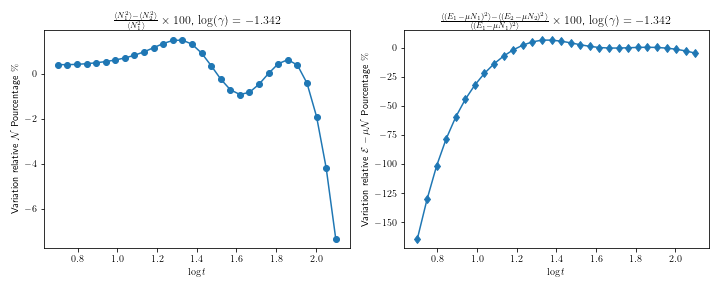 $\frac{\langle N_1^2\rangle-\langle N_2^2\rangle}{\langle N_1^2\rangle} \times 100$, $\log(\gamma) = -1.342$
Variation relative $\mathcal{N}$ Pourcentage %
0
−2
−4
−6
0.8 1.0 1.2 1.4 1.6 1.8 2.0
log t
$\frac{\langle(E_1-\mu N_1)^2\rangle-\langle(E_2-\mu N_2)^2\rangle}{\langle(E_1-\mu N_1)^2\rangle} \times 100$, $\log(\gamma) = -1.342$
Variation relative $\mathcal{E} - \mu\mathcal{N}$ Pourcentage %
0
−25
−50
−75
−100
−125
−150
0.8 1.0 1.2 1.4 1.6 1.8 2.0
log t